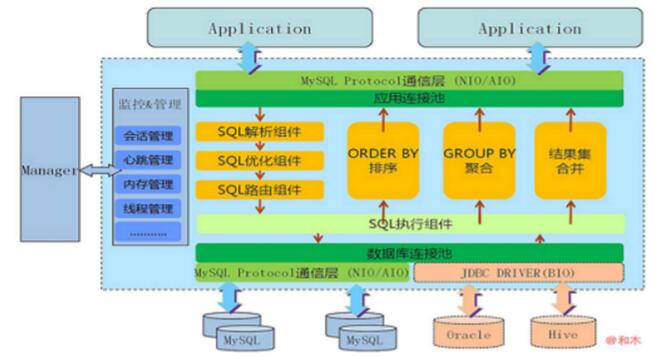 Application
Application
MySQL Protocol通信层 (NIO/AIO)
应用连接池
监控&管理
会话管理
心跳管理
内存管理
线程管理
...........
Manager
SQL解析组件
SQL优化组件
SQL路由组件
ORDER BY
排序
GROUP BY
聚合
结果集
合并
SQL执行组件
数据库连接池
MySQL Protocol通信层 (NIO/AIO)
JDBC DRIVER(BIO)
MySQL
MySQL
Oracle
Hive
@和木